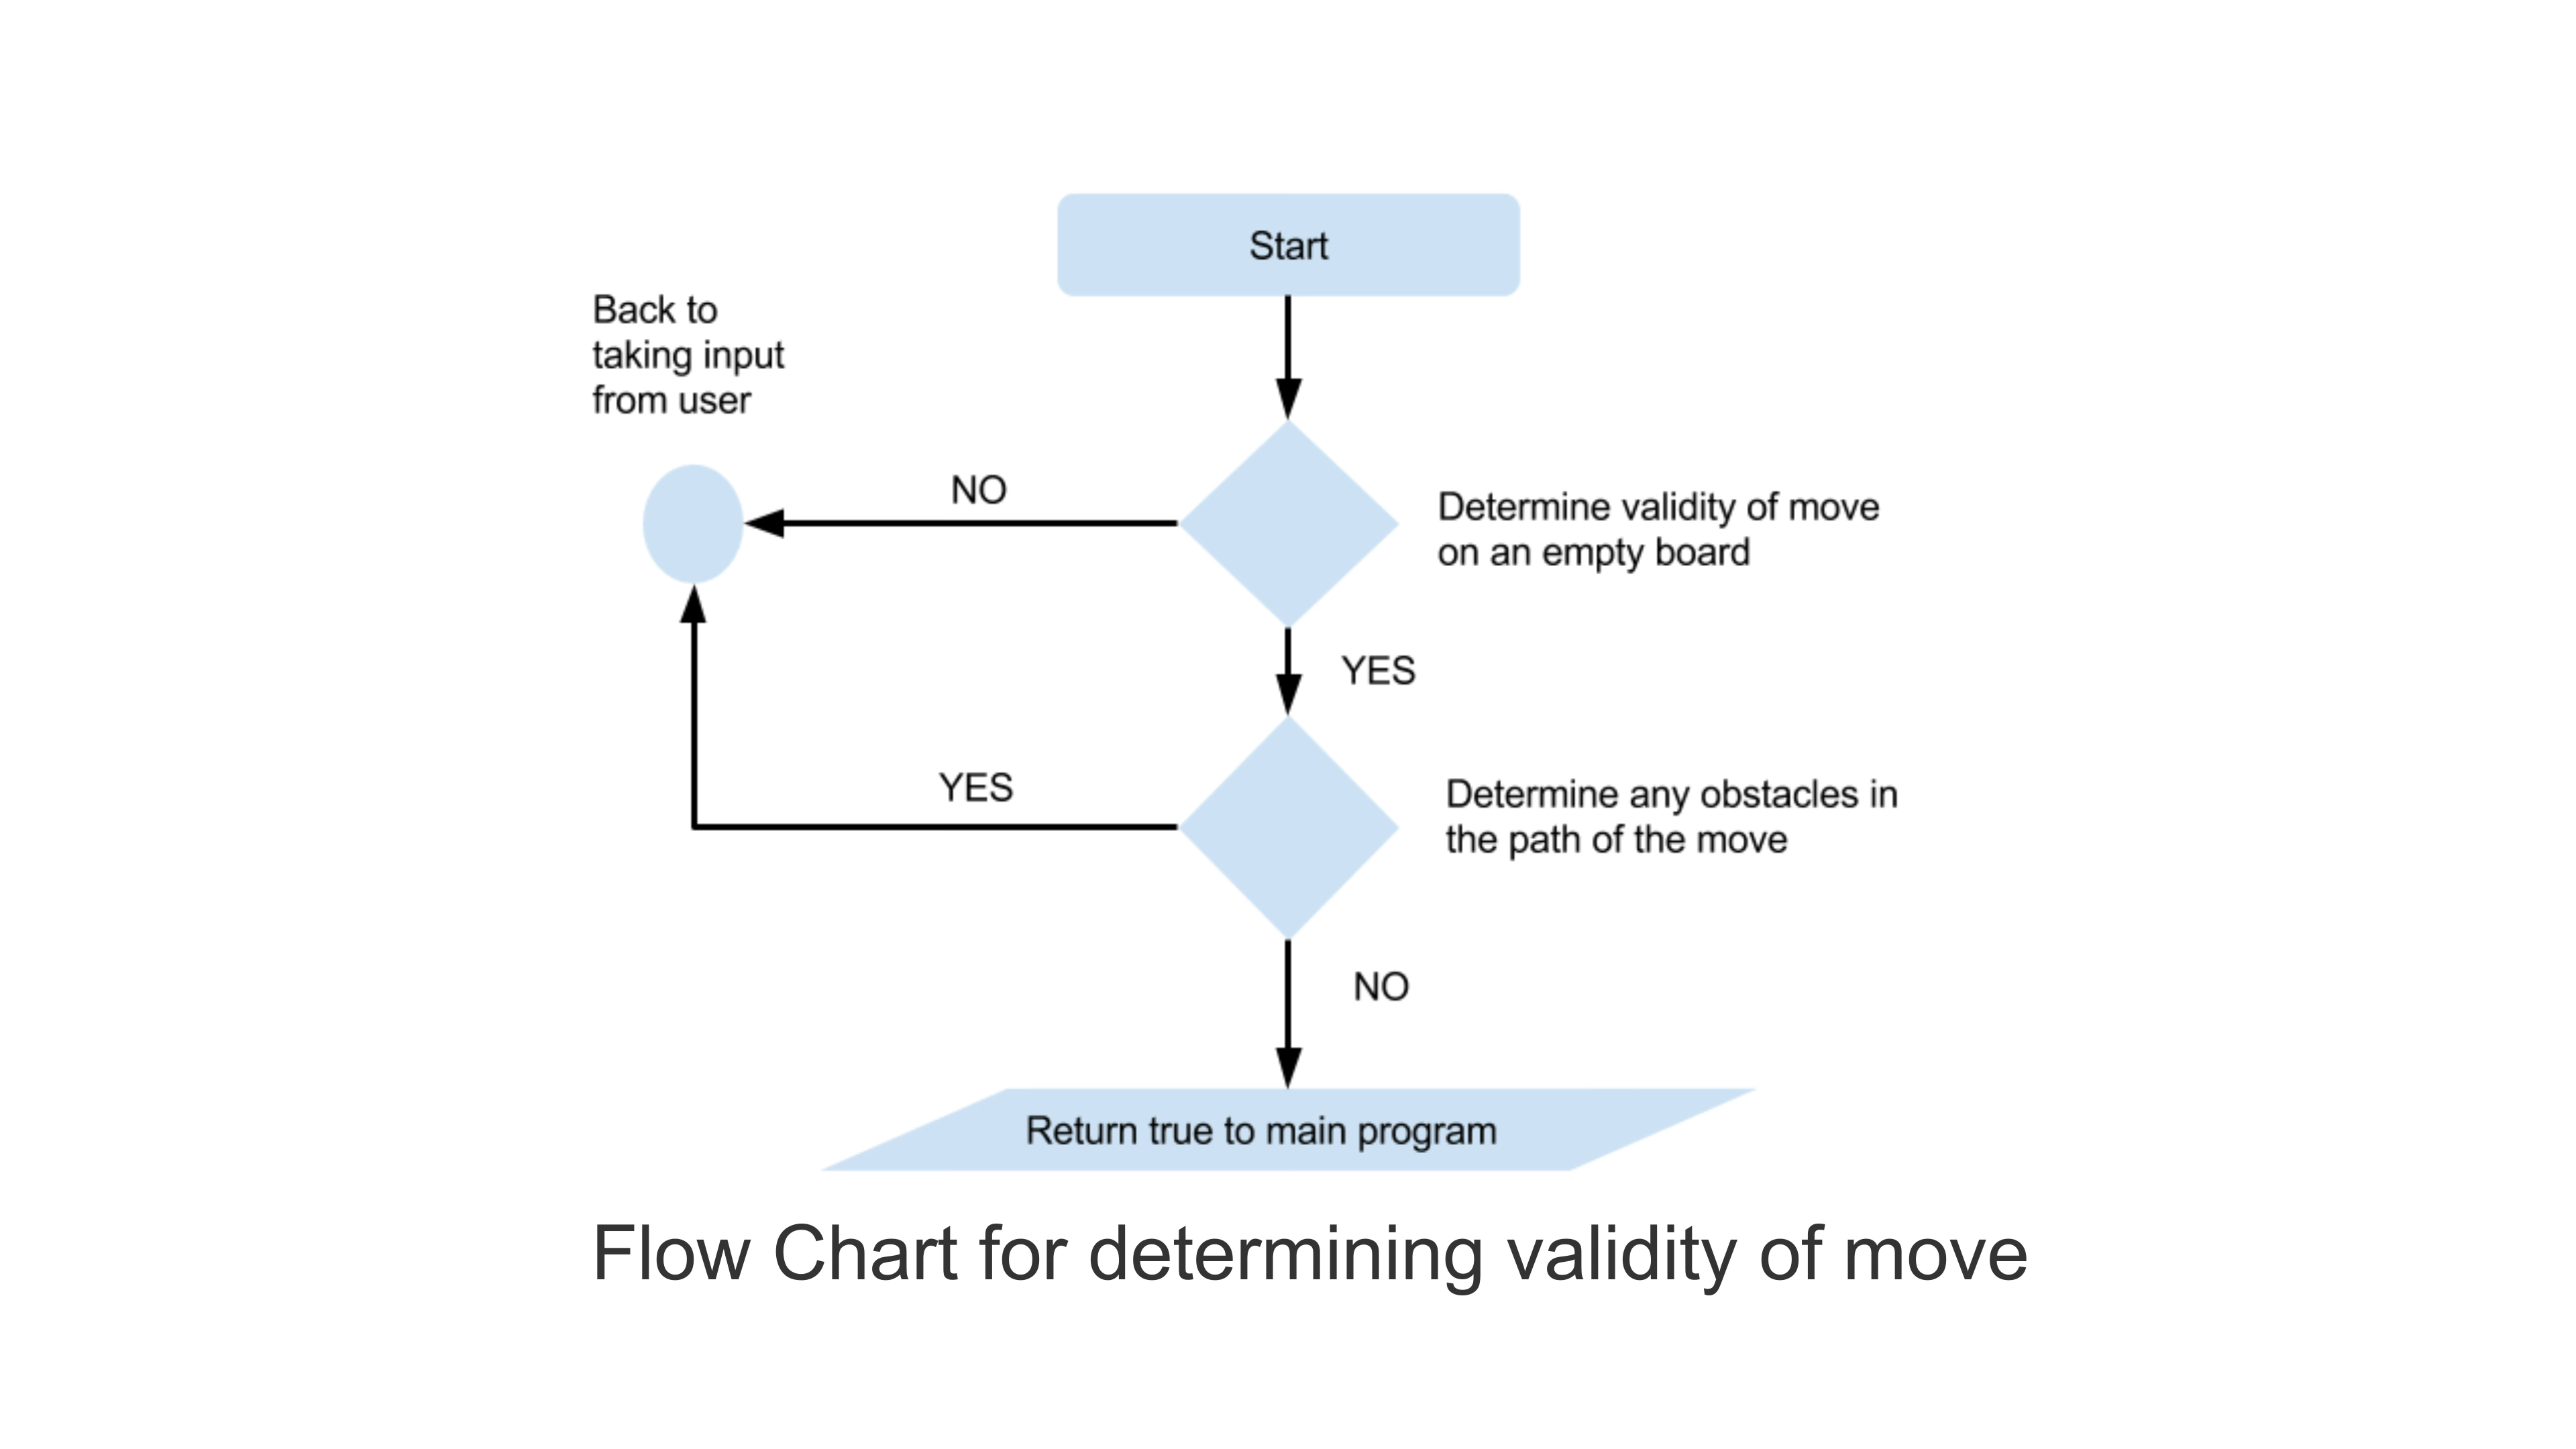 Start
Back to
taking input
from user
NO
Determine validity of move
on an empty board
YES
YES
Determine any obstacles in
the path of the move
NO
Return true to main program
Flow Chart for determining validity of move